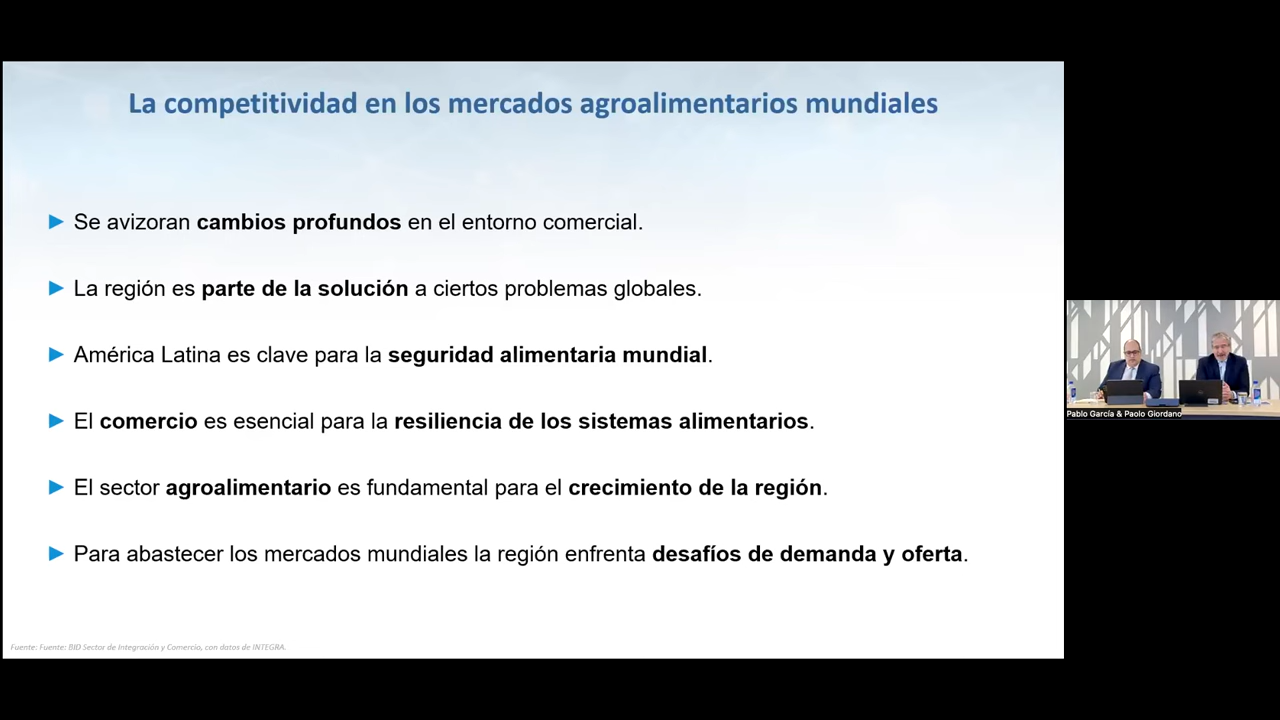 La competitividad en los mercados agroalimentarios mundiales
► Se avizoran cambios profundos en el entorno comercial.
► La región es parte de la solución a ciertos problemas globales.
► América Latina es clave para la seguridad alimentaria mundial.
► El comercio es esencial para la resiliencia de los sistemas alimentarios.
► El sector agroalimentario es fundamental para el crecimiento de la región.
► Para abastecer los mercados mundiales la región enfrenta desafíos de demanda y oferta.
Fuente: Fuente: BID Sector de Integración y Comercio, con datos de INTEGRA.
Pablo García & Paolo Giordano